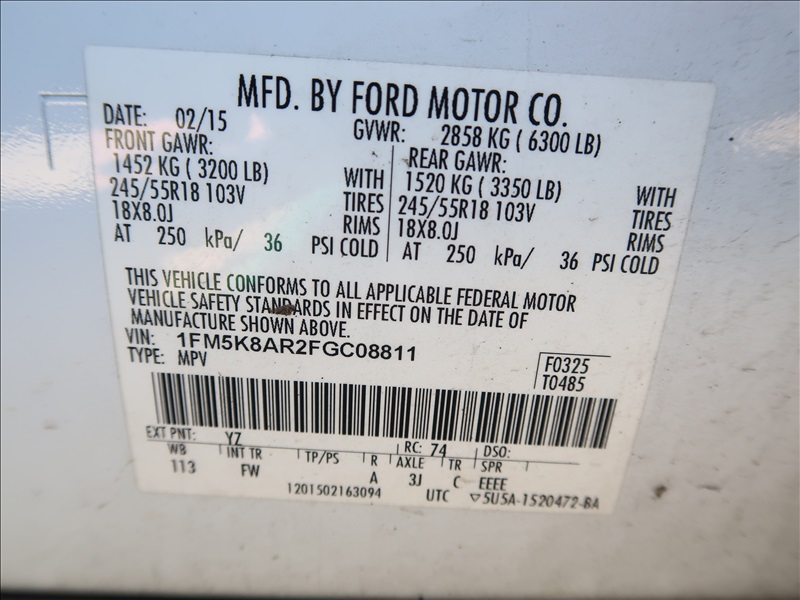 MFD. BY FORD MOTOR CO.
DATE: 02/15 GVWR: 2858 KG ( 6300 LB)
FRONT GAWR: REAR GAWR:
1452 KG ( 3200 LB) WITH 1520 KG ( 3350 LB) WITH
245/55R18 103V TIRES 245/55R18 103V TIRES
18X8.0J RIMS 18X8.0J RIMS
AT 250 kPa/ 36 PSI COLD AT 250 kPa/ 36 PSI COLD
THIS VEHICLE CONFORMS TO ALL APPLICABLE FEDERAL MOTOR
VEHICLE SAFETY STANDARDS IN EFFECT ON THE DATE OF
MANUFACTURE SHOWN ABOVE.
VIN: 1FM5K8AR2FGC08811
TYPE: MPV
F0325
T0485
EXT PNT: YZ RC: 74 DSO:
WB INT TR TP/PS R AXLE TR SPR
113 FW A 3J C EEEE
1201502163094 UTC ▽5U5A-1520472-BA